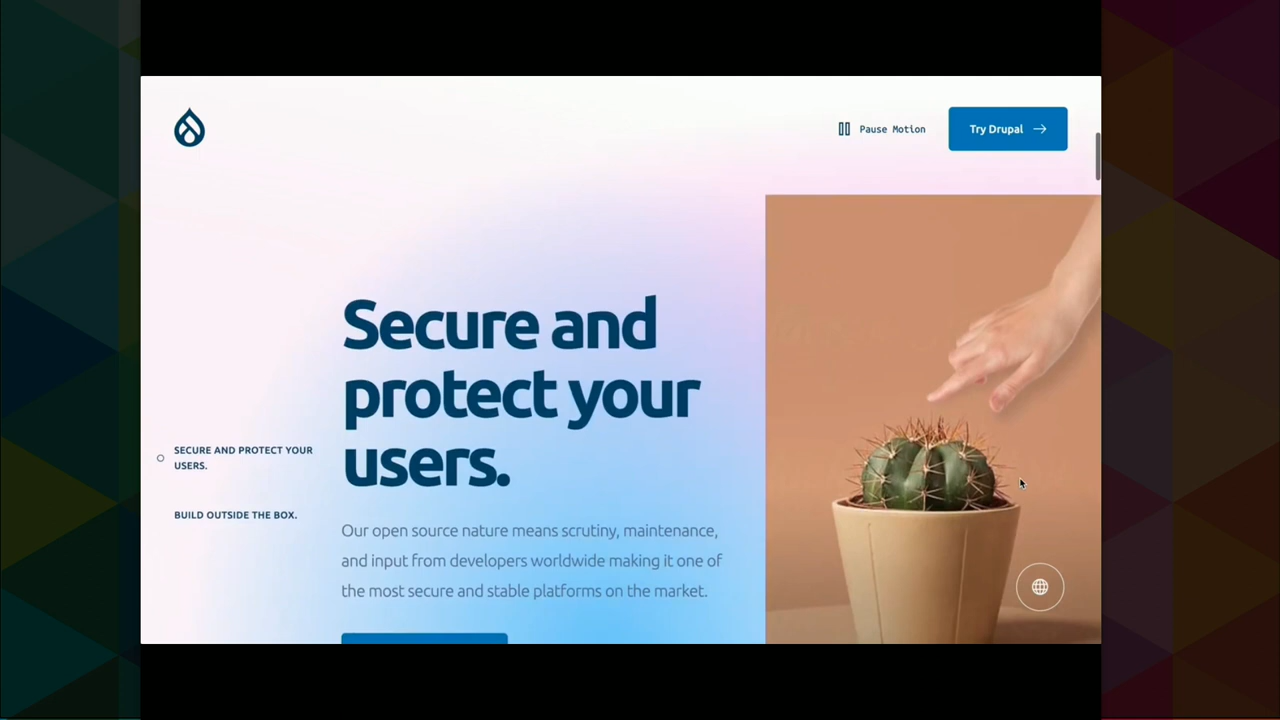 Pause Motion
Try Drupal
Secure and
protect your
users.
SECURE AND PROTECT YOUR
USERS.
BUILD OUTSIDE THE BOX.
Our open source nature means scrutiny, maintenance,
and input from developers worldwide making it one of
the most secure and stable platforms on the market.